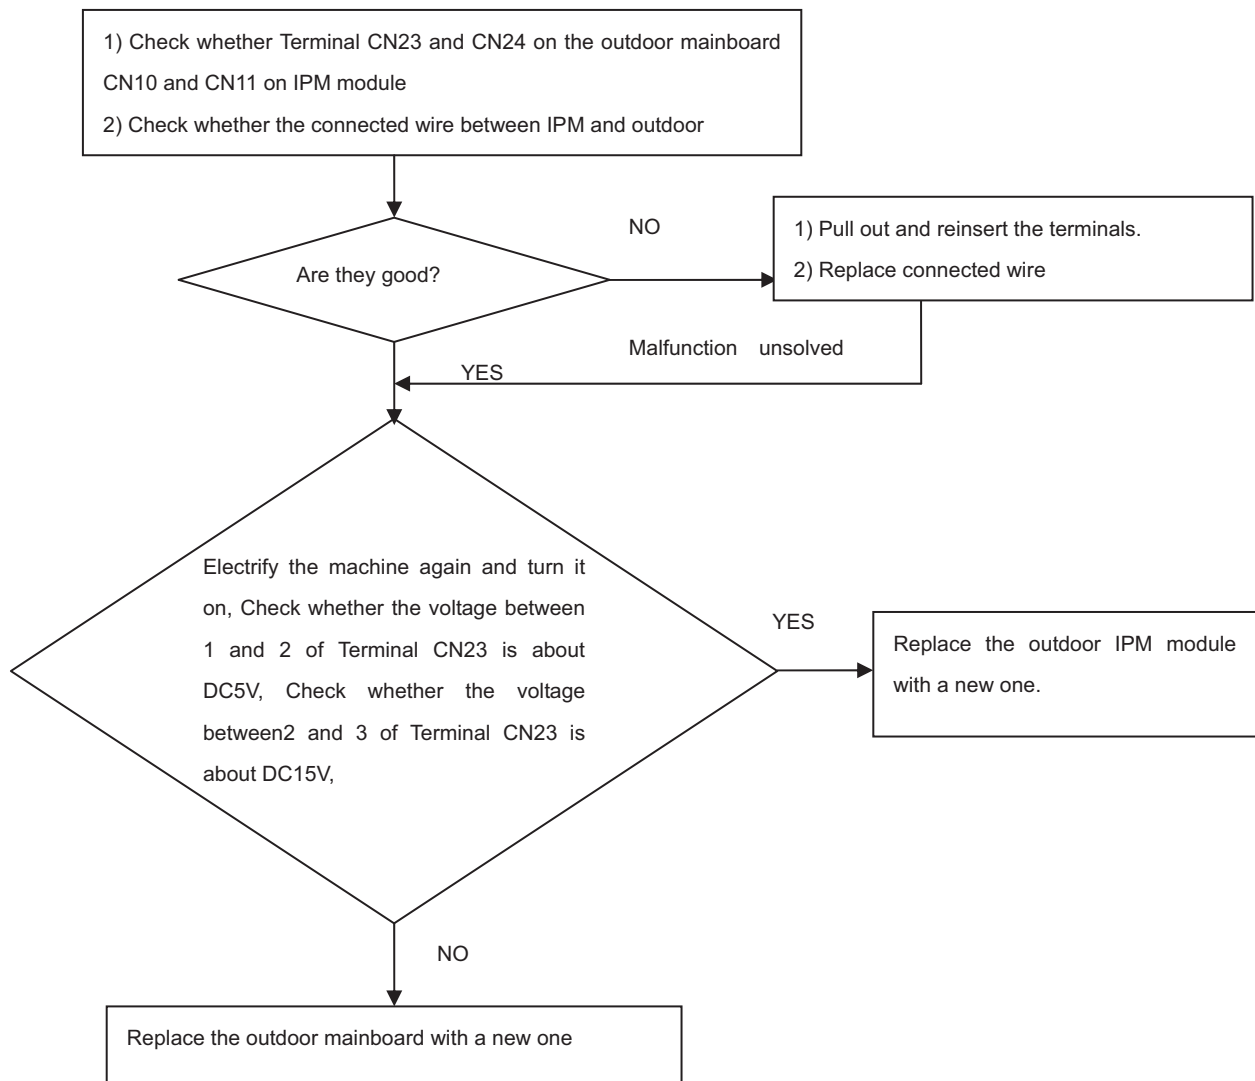 1) Check whether Terminal CN23 and CN24 on the outdoor mainboard
CN10 and CN11 on IPM module
2) Check whether the connected wire between IPM and outdoor
NO
1) Pull out and reinsert the terminals.
2) Replace connected wire
Are they good?
Malfunction unsolved
YES
Electrify the machine again and turn it
on, Check whether the voltage between
1 and 2 of Terminal CN23 is about
DC5V, Check whether the voltage
between2 and 3 of Terminal CN23 is
about DC15V,
YES
Replace the outdoor IPM module
with a new one.
NO
Replace the outdoor mainboard with a new one